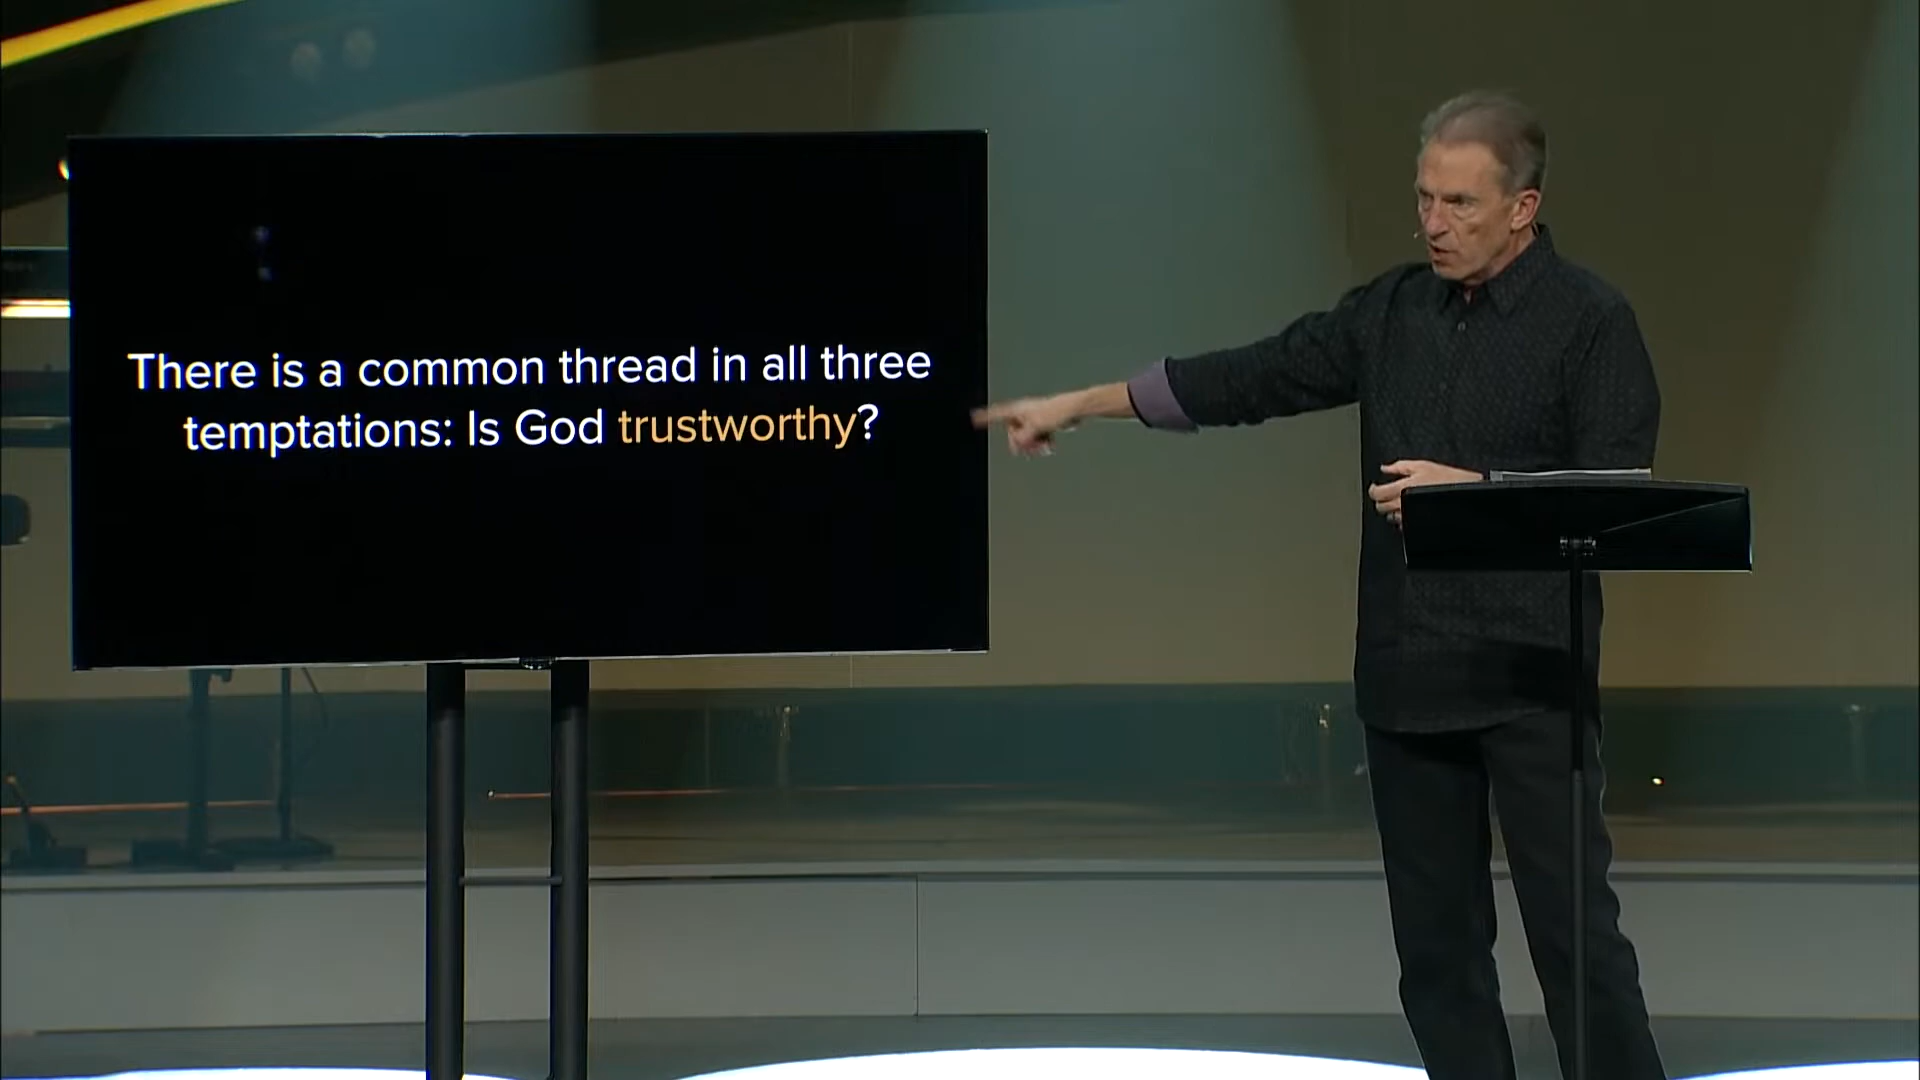 There is a common thread in all three
temptations: Is God trustworthy?